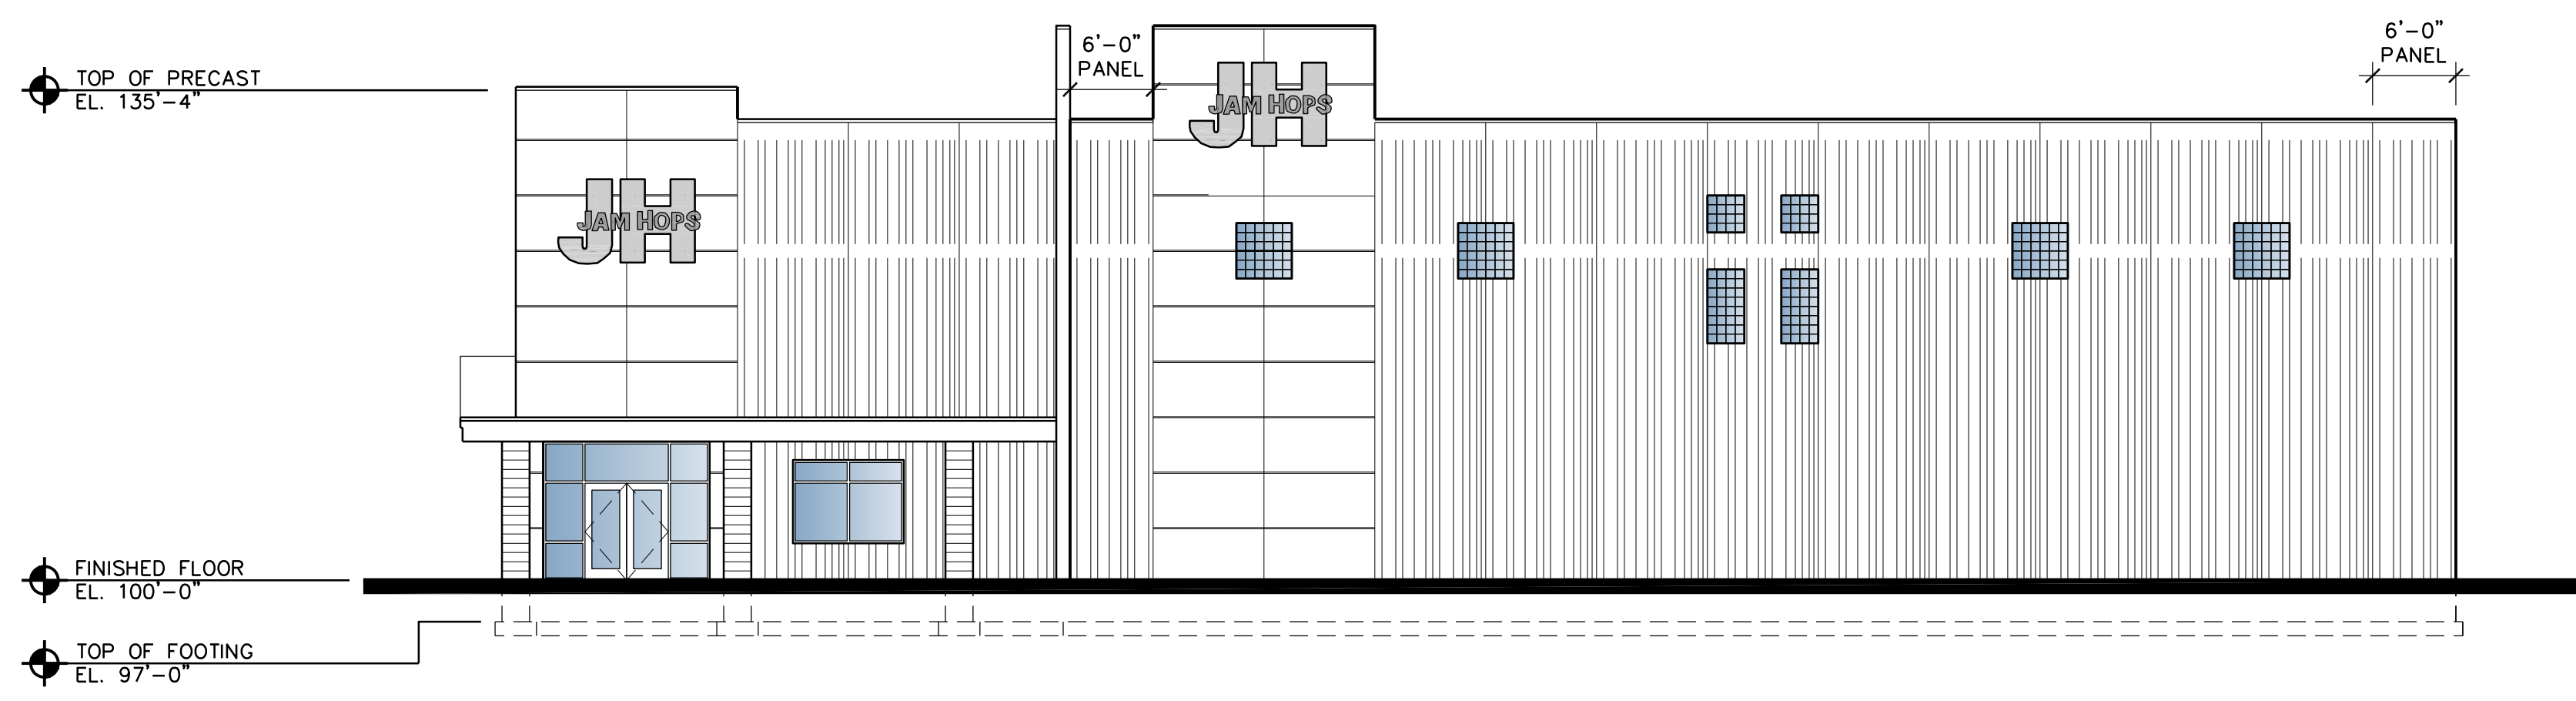 TOP OF PRECAST
EL. 135'-4"
6'-0"
PANEL
JH
JAM HOPS
6'-0"
PANEL
JH
JAM HOPS
FINISHED FLOOR
EL. 100'-0"
TOP OF FOOTING
EL. 97'-0"